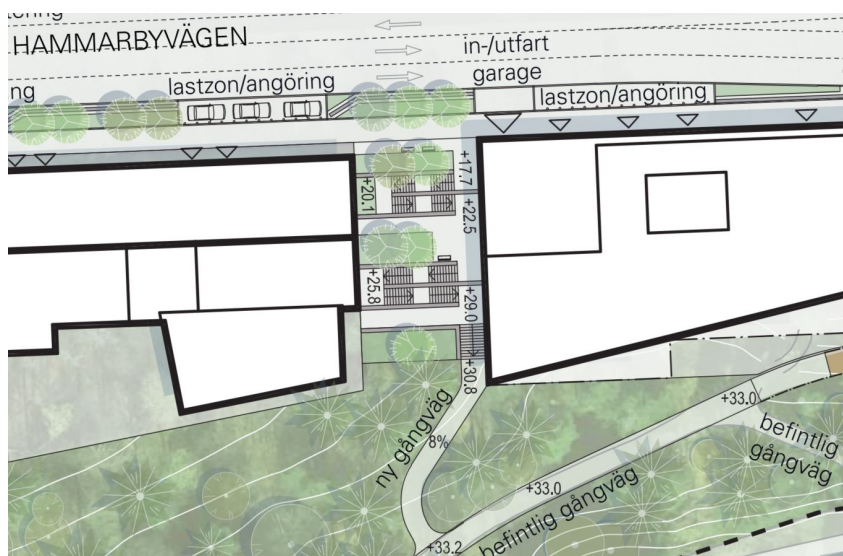 HAMMARBYVÄGEN
in-/utfart
garage
ng
lastzon/angöring
lastzon/angöring
+17.7
+20.1
+22.5
+25.8
+29.0
+30.8
ny gångväg
8%
+33.0
befintlig
gångväg
+33.0
befintlig gångväg
+33.2